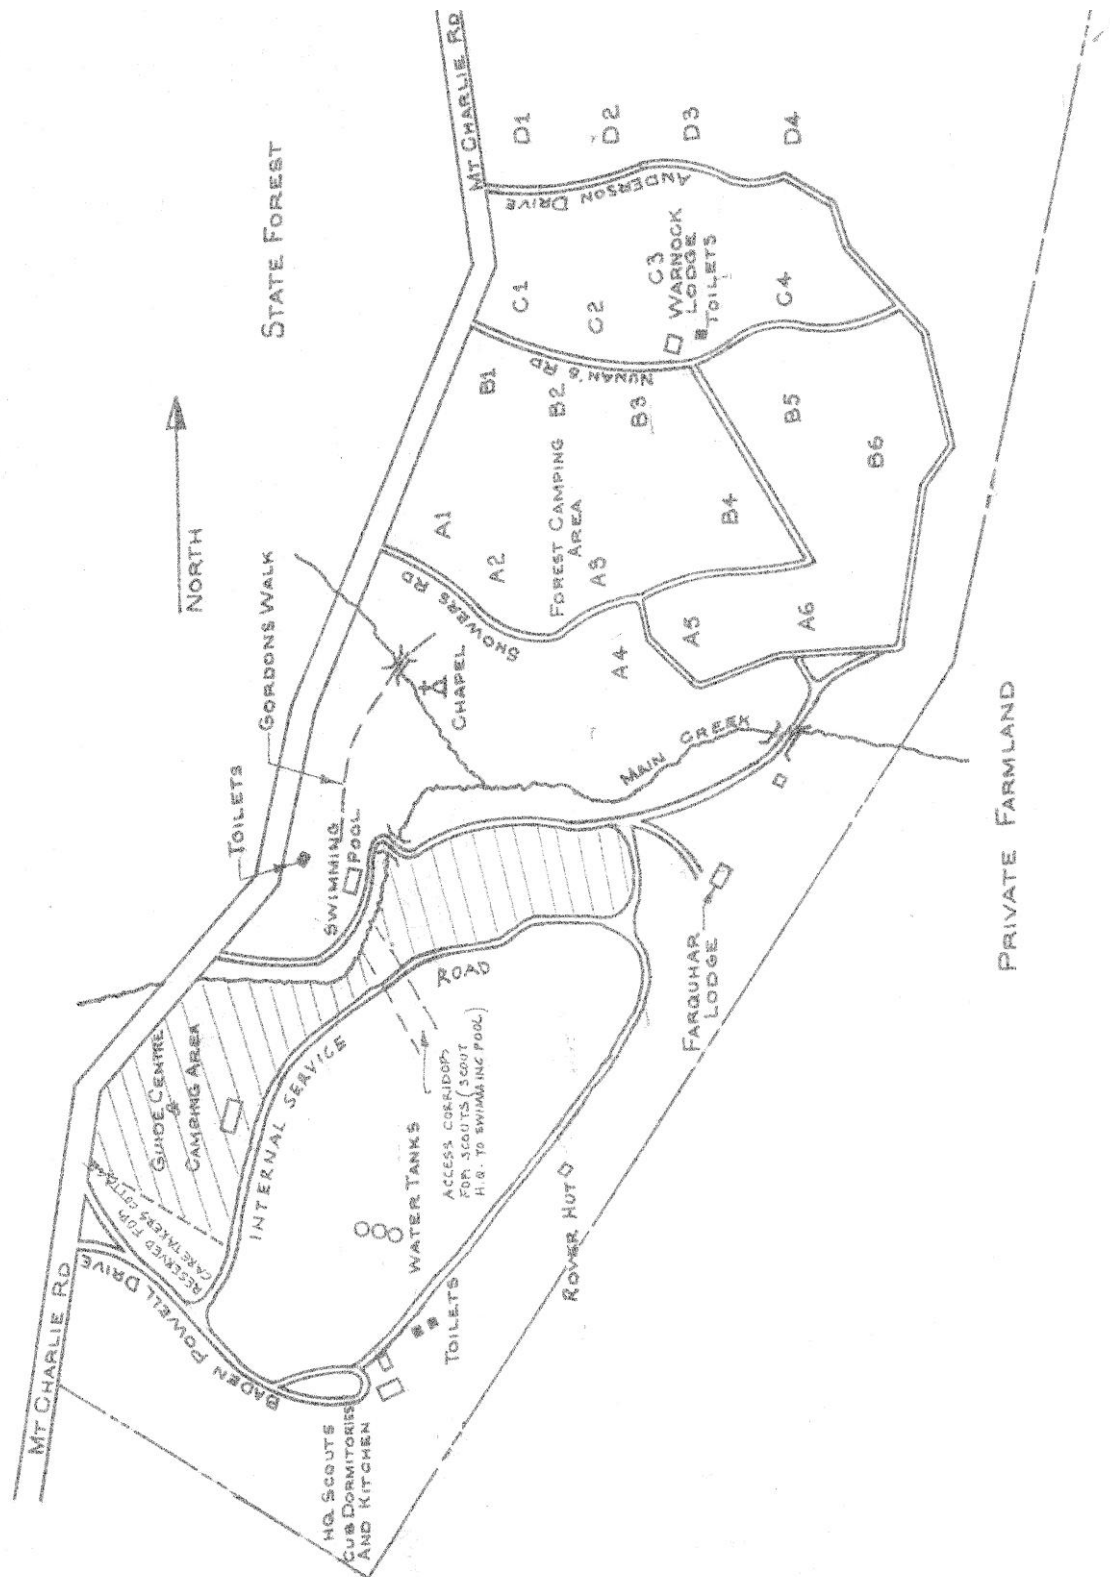 MT CHARLIE RD
STATE FOREST
NORTH
GORDONS WALK
TOILETS
SWIMMING
POOL
CHAPEL
SNOWERS RD
FOREST CAMPING
AREA
A1
A2
A3
A4
A5
A6
B1
B2
B3
B4
B5
B6
NUNAN'S RD
C1
C2
C3
C4
WARNOCK
LODGE
TOILETS
ANDERSON DRIVE
D1
D2
D3
D4
MAIN CREEK
GUIDE CENTRE
&
CAMPING AREA
RESERVED FOR
CARETAKERS COTTAGE
INTERNAL SERVICE ROAD
ACCESS CORRIDOR
FOR SCOUTS (SCOUT
H.Q. TO SWIMMING POOL)
WATER TANKS
TOILETS
ROVER HUT
FARQUHAR
LODGE
PRIVATE FARMLAND
BADEN POWELL DRIVE
MT CHARLIE RD
HQ SCOUTS
CUB DORMITORIES
AND KITCHEN